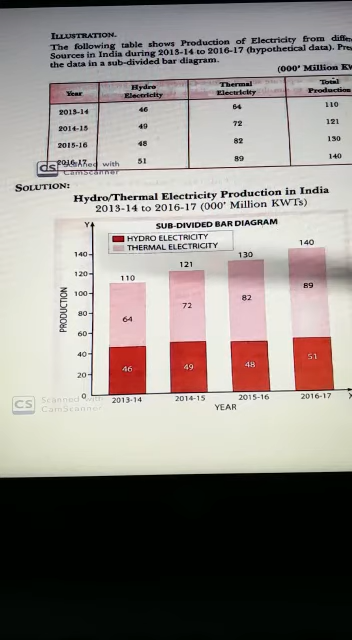 ILLUSTRATION.
The following table shows Production of Electricity from
Sources in India during 2013-14 to 2016-17 (hypothetical data).
the data in a sub-divided bar diagram.
(000' Million
Year Hydro Electricity Thermal Electricity Total Production
2013-14 46 64 110
2014-15 49 72 121
2015-16 48 82 130
2016-17 51 89 140
CS Scanned with
CamScanner
SOLUTION:
Hydro/Thermal Electricity Production in India
2013-14 to 2016-17 (000' Million KWTs)
Y
SUB-DIVIDED BAR DIAGRAM
HYDRO ELECTRICITY
THERMAL ELECTRICITY
PRODUCTION
140
120
100
80
60
40
20
0
110 121 130 140
64 72 82 89
46 49 48 51
2013-14 2014-15 2015-16 2016-17
YEAR
CS Scanned with
CamScanner